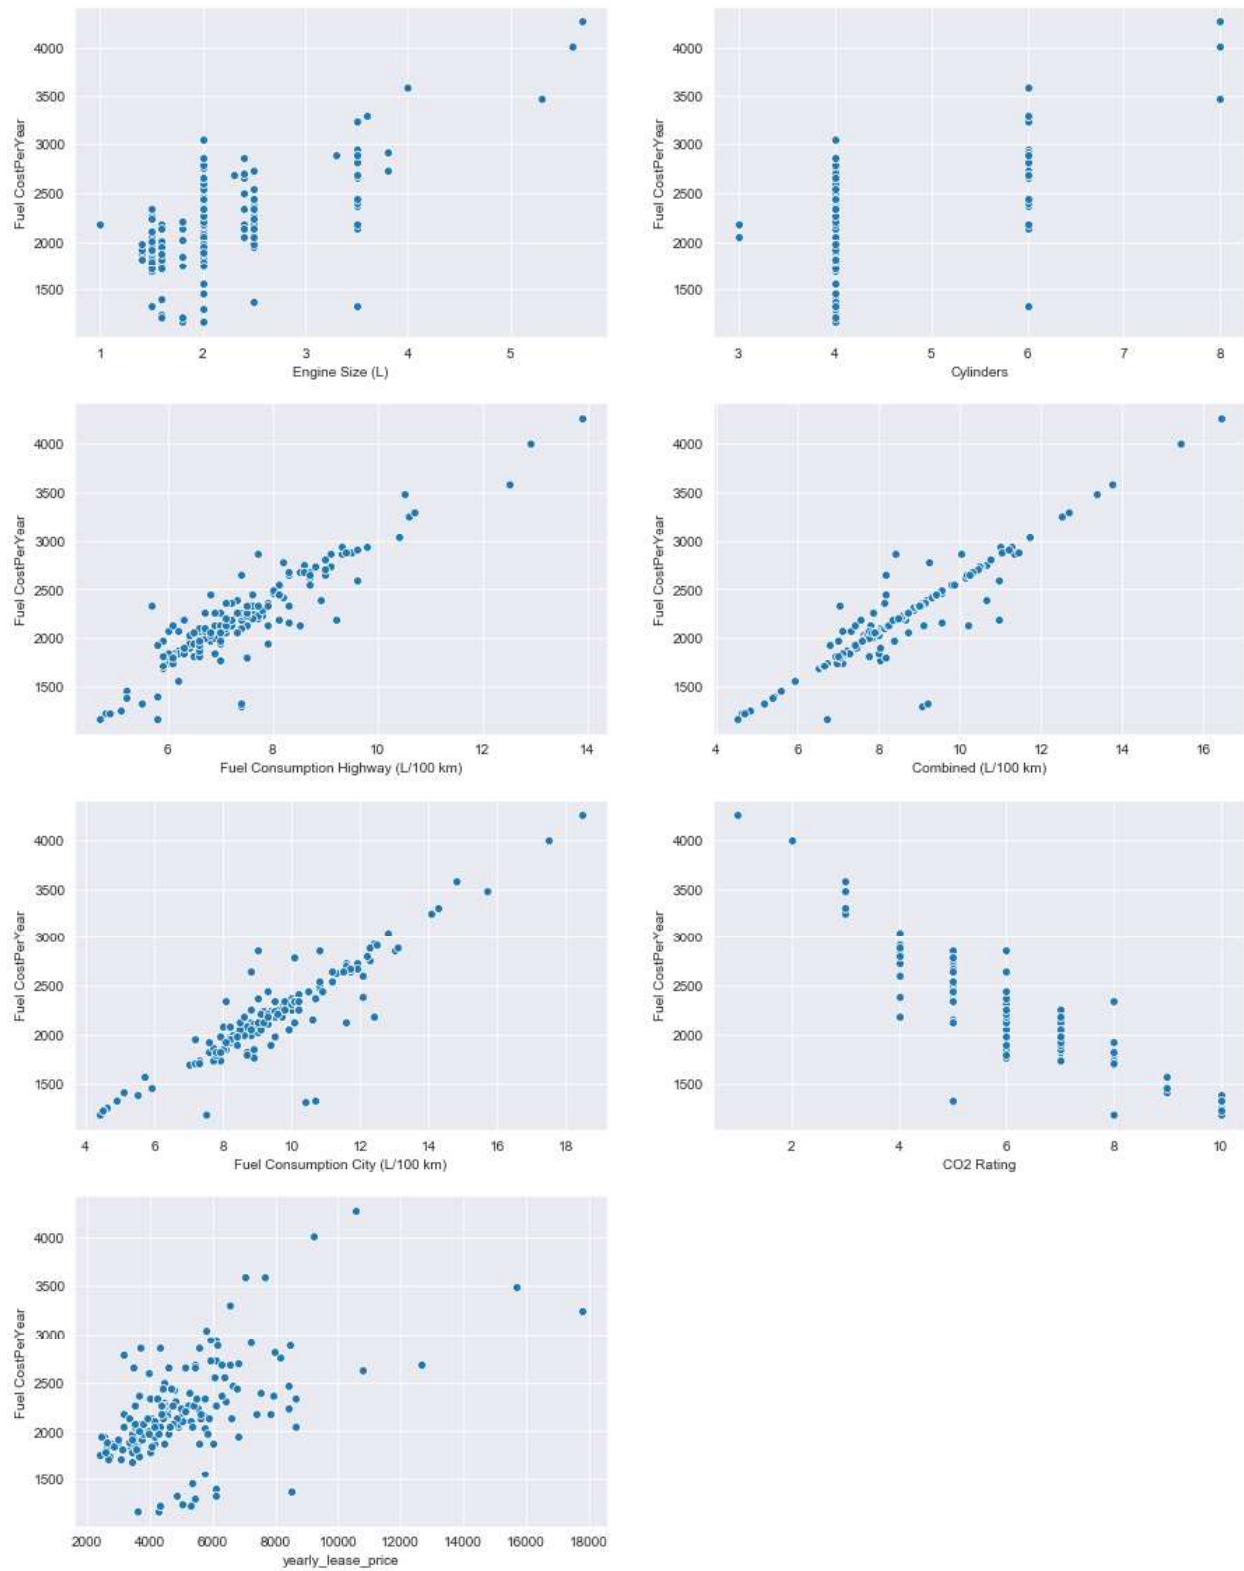 4000
3500
3000
2500
2000
1500
Fuel CostPerYear
1 2 3 4 5
Engine Size (L)
4000
3500
3000
2500
2000
1500
Fuel CostPerYear
3 4 5 6 7 8
Cylinders
4000
3500
3000
2500
2000
1500
Fuel CostPerYear
6 8 10 12 14
Fuel Consumption Highway (L/100 km)
4000
3500
3000
2500
2000
1500
Fuel CostPerYear
4 6 8 10 12 14 16
Combined (L/100 km)
4000
3500
3000
2500
2000
1500
Fuel CostPerYear
4 6 8 10 12 14 16 18
Fuel Consumption City (L/100 km)
4000
3500
3000
2500
2000
1500
Fuel CostPerYear
2 4 6 8 10
CO2 Rating
4000
3500
3000
2500
2000
1500
Fuel CostPerYear
2000 4000 6000 8000 10000 12000 14000 16000 18000
yearly_lease_price